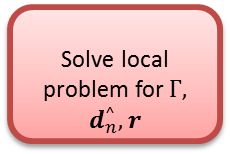 Solve local
problem for Γ,
d̂ₙ, r